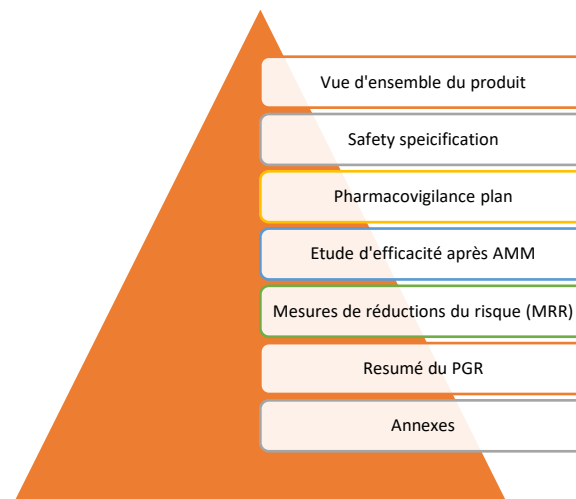 Vue d'ensemble du produit
Safety speicification
Pharmacovigilance plan
Etude d'efficacité après AMM
Mesures de réductions du risque (MRR)
Resumé du PGR
Annexes